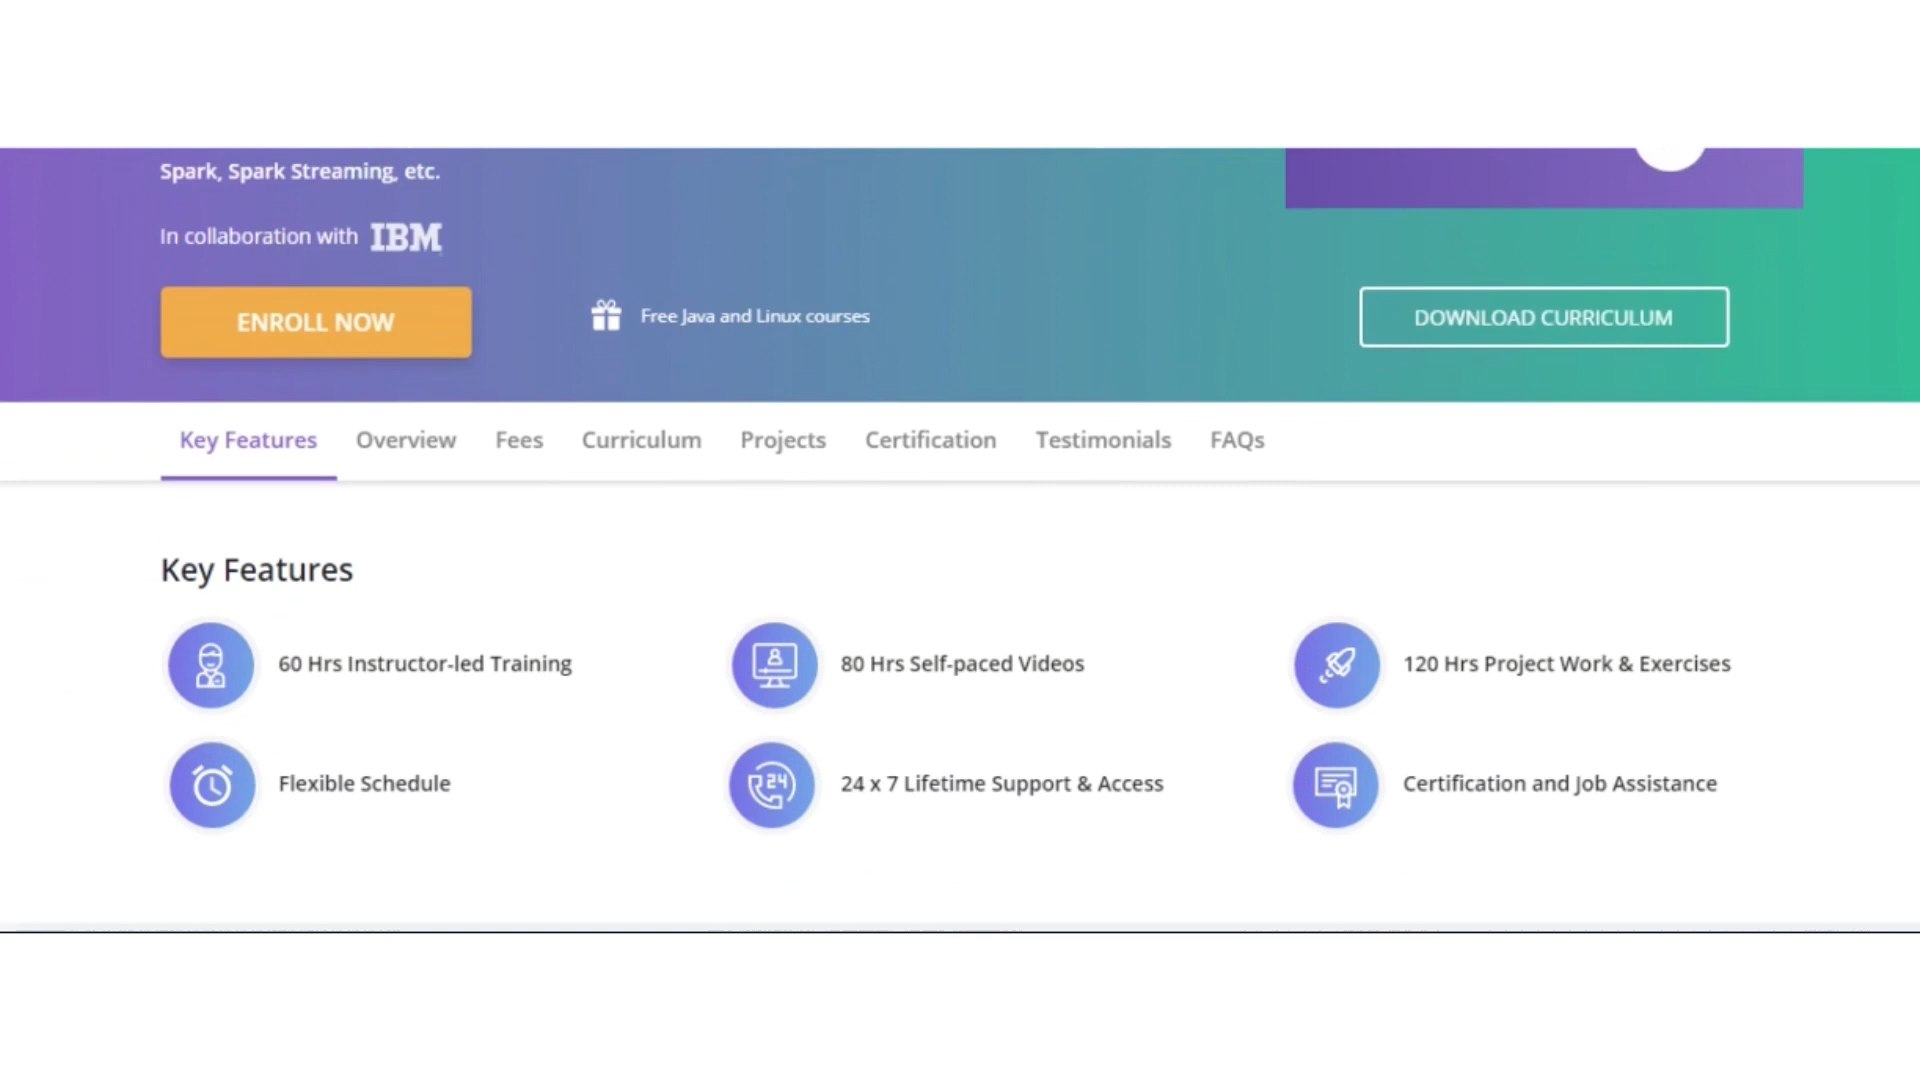 Spark, Spark Streaming, etc.
In collaboration with IBM
ENROLL NOW
Free Java and Linux courses
DOWNLOAD CURRICULUM
Key Features Overview Fees Curriculum Projects Certification Testimonials FAQs
Key Features
60 Hrs Instructor-led Training
80 Hrs Self-paced Videos
120 Hrs Project Work & Exercises
Flexible Schedule
24
24 x 7 Lifetime Support & Access
Certification and Job Assistance